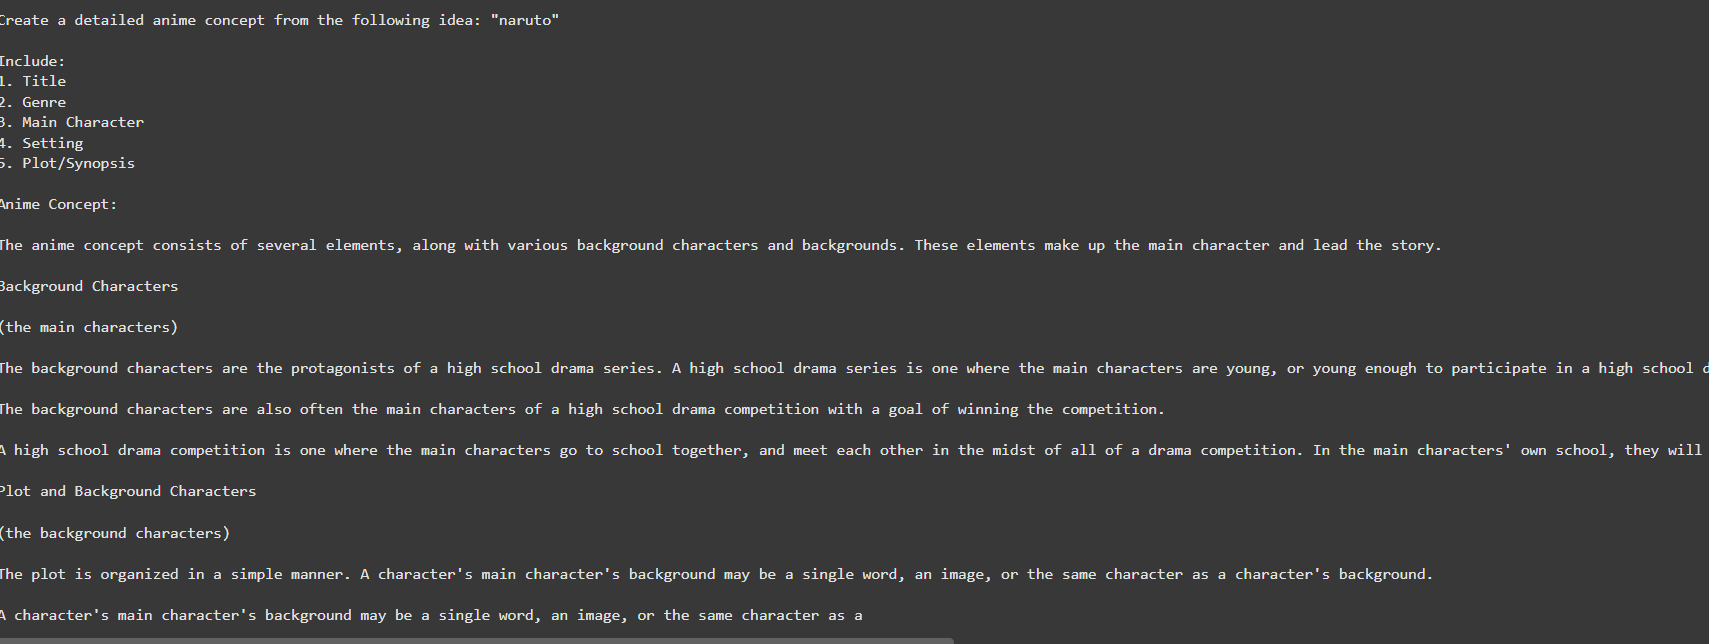 Create a detailed anime concept from the following idea: "naruto"
Include:
1. Title
2. Genre
3. Main Character
4. Setting
5. Plot/Synopsis
Anime Concept:
The anime concept consists of several elements, along with various background characters and backgrounds. These elements make up the main character and lead the story.
Background Characters
(the main characters)
The background characters are the protagonists of a high school drama series. A high school drama series is one where the main characters are young, or young enough to participate in a high school d
The background characters are also often the main characters of a high school drama competition with a goal of winning the competition.
A high school drama competition is one where the main characters go to school together, and meet each other in the midst of all of a drama competition. In the main characters' own school, they will
Plot and Background Characters
(the background characters)
The plot is organized in a simple manner. A character's main character's background may be a single word, an image, or the same character as a character's background.
A character's main character's background may be a single word, an image, or the same character as a